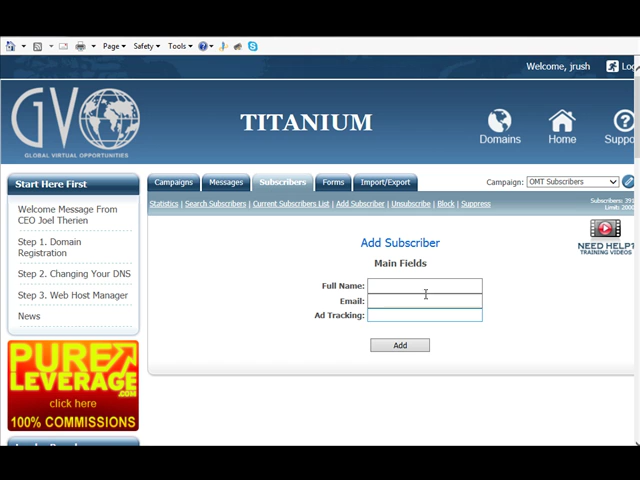 Page
Safety
Tools
Welcome, jrush
GVO
GLOBAL VIRTUAL OPPORTUNITIES
TITANIUM
Domains
Home
Start Here First
Campaigns
Messages
Subscribers
Forms
Import/Export
Campaign: OMT Subscribers
Statistics | Search Subscribers | Current Subscribers List | Add Subscriber | Unsubscribe | Block | Suppress
Welcome Message From
CEO Joel Therien
Step 1. Domain
Registration
Step 2. Changing Your DNS
Step 3. Web Host Manager
News
NEED HELP?
TRAINING VIDEOS
Add Subscriber
Main Fields
Full Name:
Email:
Ad Tracking:
Add
PURE
LEVERAGE
.COM
click here
100% COMMISSIONS